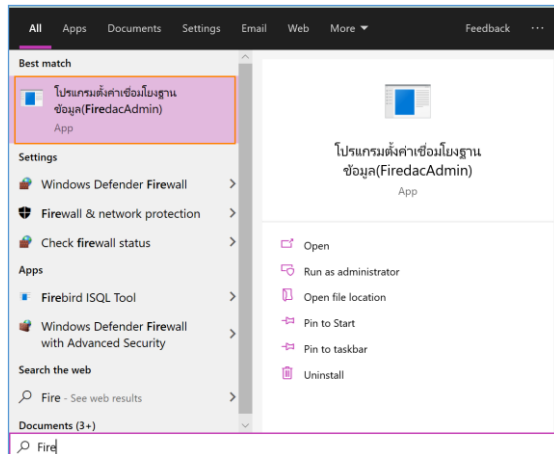 All Apps Documents Settings Email Web More Feedback ...
Best match
โปรแกรมตั้งค่าเชื่อมโยงฐาน
ข้อมูล(FiredacAdmin)
App
Settings
Windows Defender Firewall
Firewall & network protection
Check firewall status
Apps
Firebird ISQL Tool
Windows Defender Firewall
with Advanced Security
Search the web
Fire - See web results
Documents (3+)
โปรแกรมตั้งค่าเชื่อมโยงฐาน
ข้อมูล(FiredacAdmin)
App
Open
Run as administrator
Open file location
Pin to Start
Pin to taskbar
Uninstall
Fire